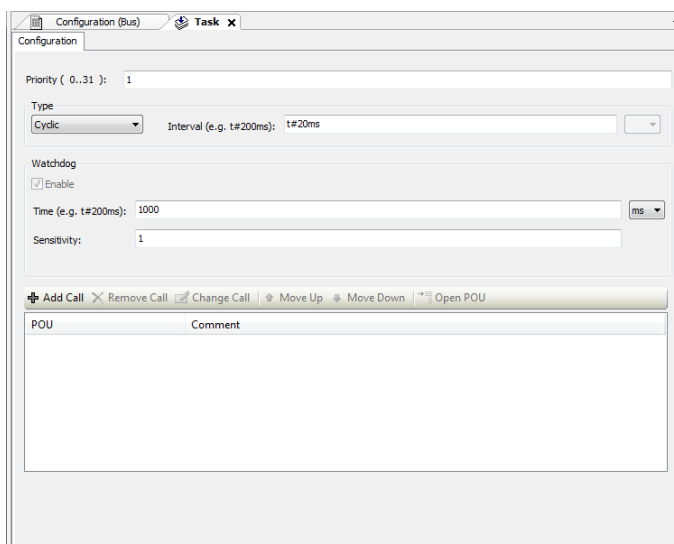 Configuration (Bus) Task x
Configuration
Priority ( 0..31 ): 1
Type
Cyclic Interval (e.g. t#200ms): t#20ms
Watchdog
Enable
Time (e.g. t#200ms): 1000 ms
Sensitivity: 1
Add Call Remove Call Change Call Move Up Move Down Open POU
POU Comment